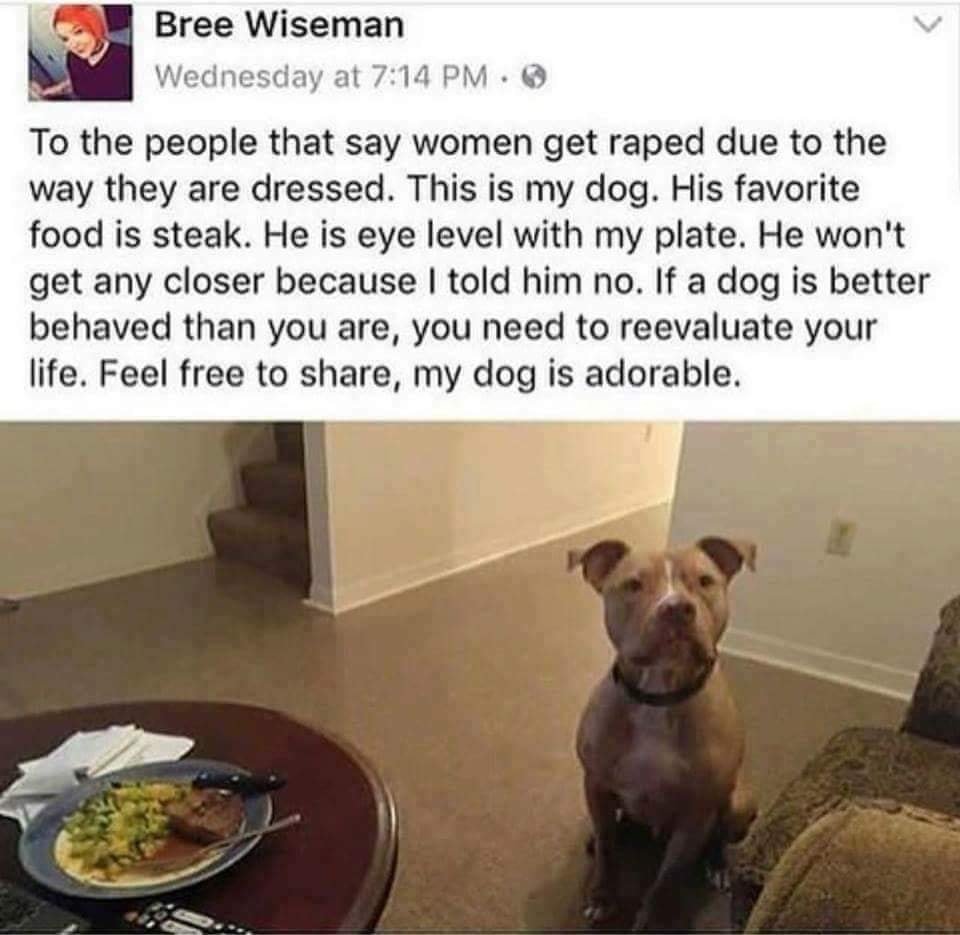 Bree Wiseman
Wednesday at 7:14 PM ·
To the people that say women get raped due to the
way they are dressed. This is my dog. His favorite
food is steak. He is eye level with my plate. He won't
get any closer because I told him no. If a dog is better
behaved than you are, you need to reevaluate your
life. Feel free to share, my dog is adorable.